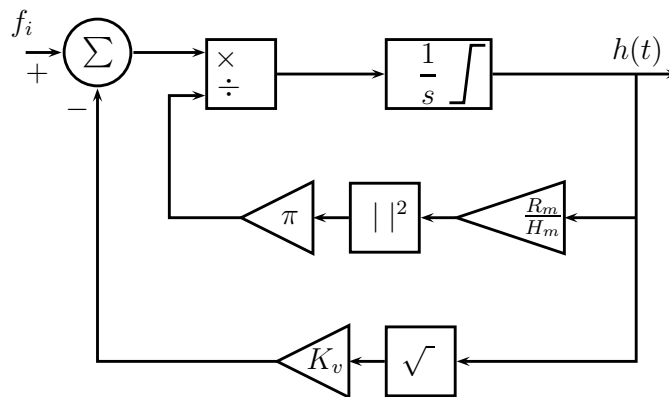 f_i
+
−
Σ
×
÷
1/s
h(t)
π
| |²
R_m/H_m
K_v
√